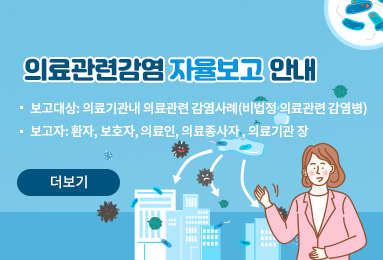 의료관련감염 자율보고 안내
▪ 보고대상: 의료기관내 의료관련 감염사례(비법정 의료관련 감염병)
▪ 보고자: 환자, 보호자, 의료인, 의료종사자 , 의료기관 장
더보기